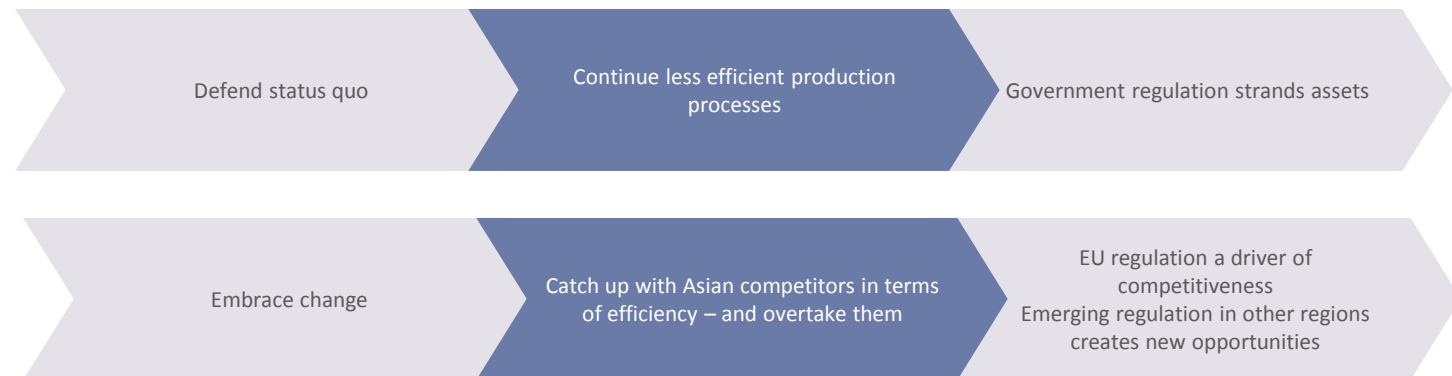 Defend status quo
Continue less efficient production
processes
Government regulation strands assets
Embrace change
Catch up with Asian competitors in terms
of efficiency – and overtake them
EU regulation a driver of
competitiveness
Emerging regulation in other regions
creates new opportunities